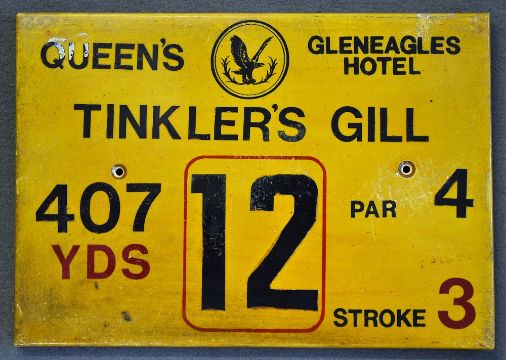 QUEEN'S
GLENEAGLES
HOTEL
TINKLER'S GILL
407
YDS
12
PAR 4
STROKE 3